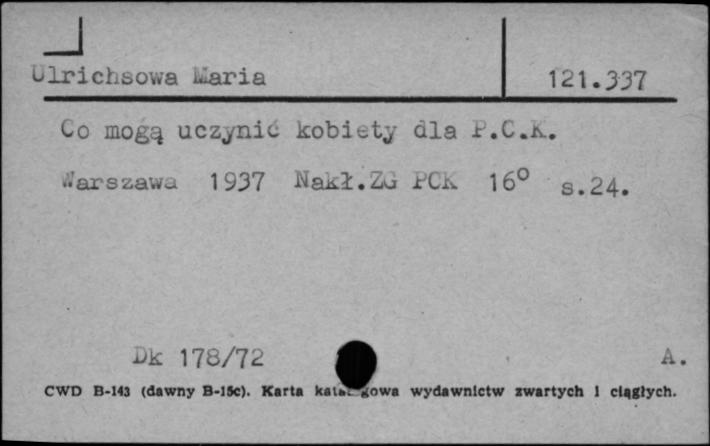 Ulrichsowa Maria 121.337
Co mogą uczynić kobiety dla P.C.K.
Warszawa 1937 Nakł.ZG PCK 16° s.24.
Dk 178/72 A.
CWD B-143 (dawny B-15c). Karta katalogowa wydawnictw zwartych i ciągłych.